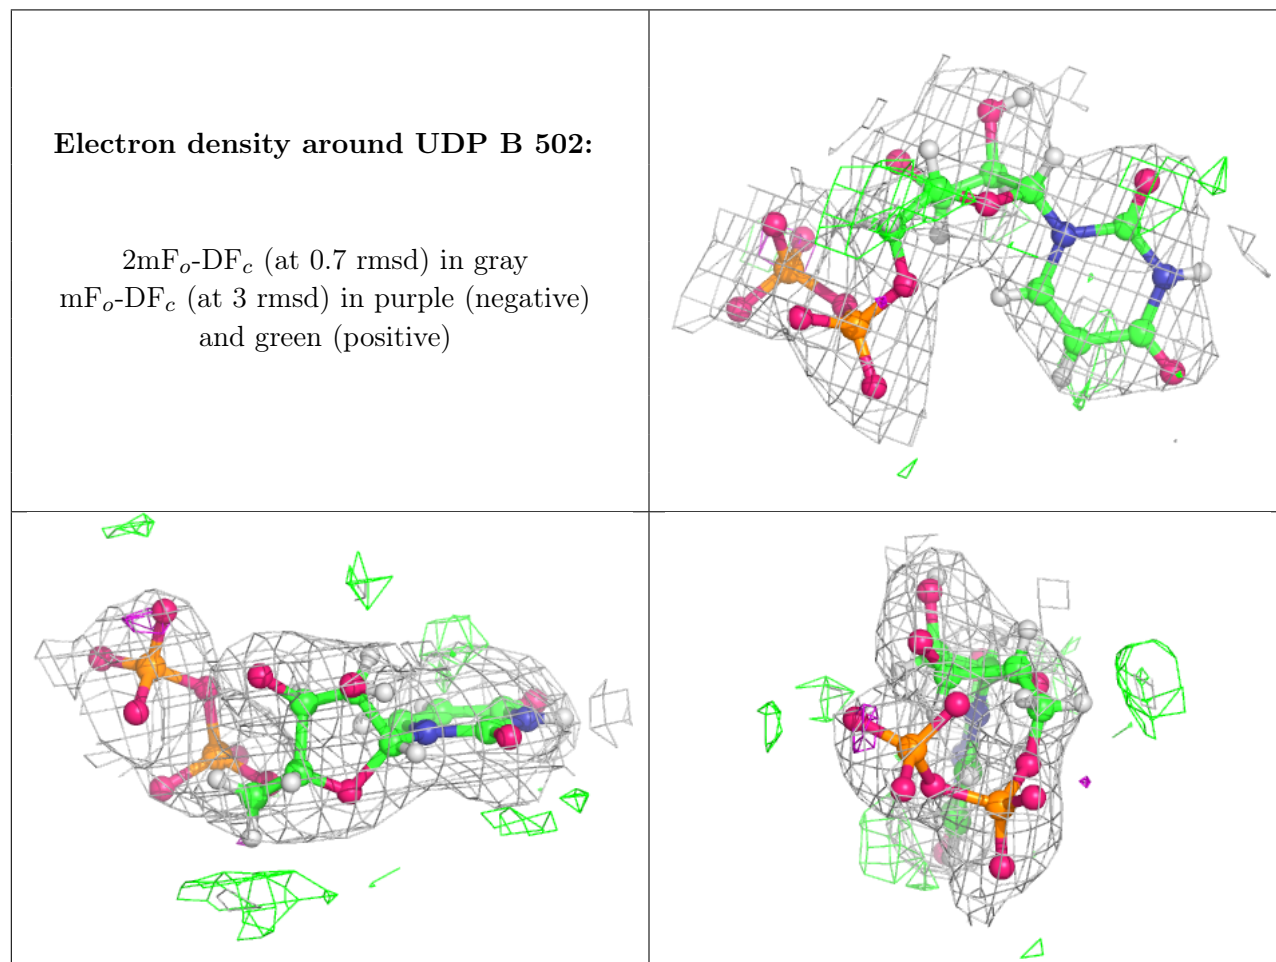 Electron density around UDP B 502:
2mFₒ-DF𝒸 (at 0.7 rmsd) in gray
mFₒ-DF𝒸 (at 3 rmsd) in purple (negative)
and green (positive)